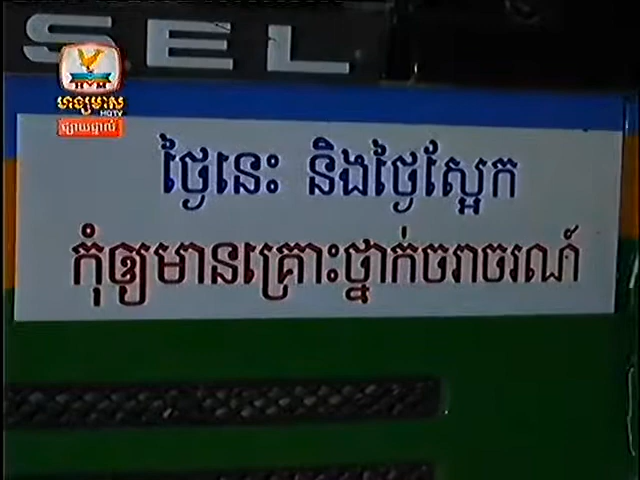 SEL
HM
ហង្សមាស
HDTV
ផ្សាយផ្ទាល់
ថ្ងៃនេះ និងថ្ងៃស្អែក
កុំឲ្យមានគ្រោះថ្នាក់ចរាចរណ៍